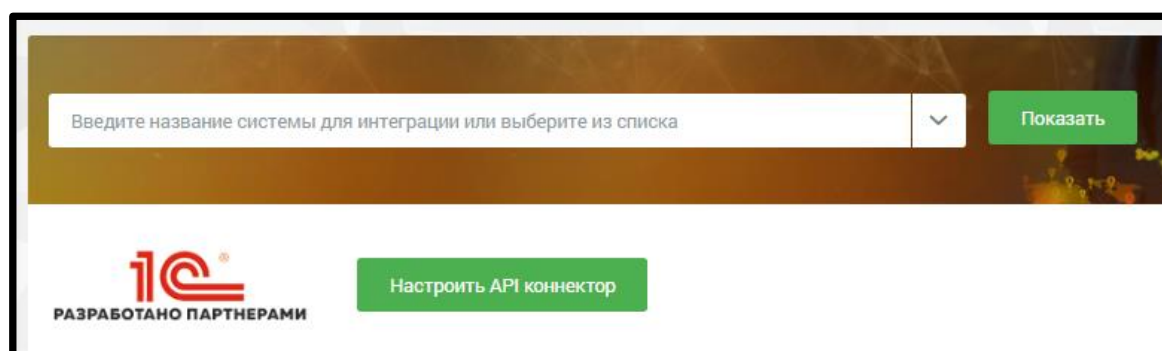 Введите название системы для интеграции или выберите из списка
Показать
1С®
РАЗРАБОТАНО ПАРТНЕРАМИ
Настроить API коннектор